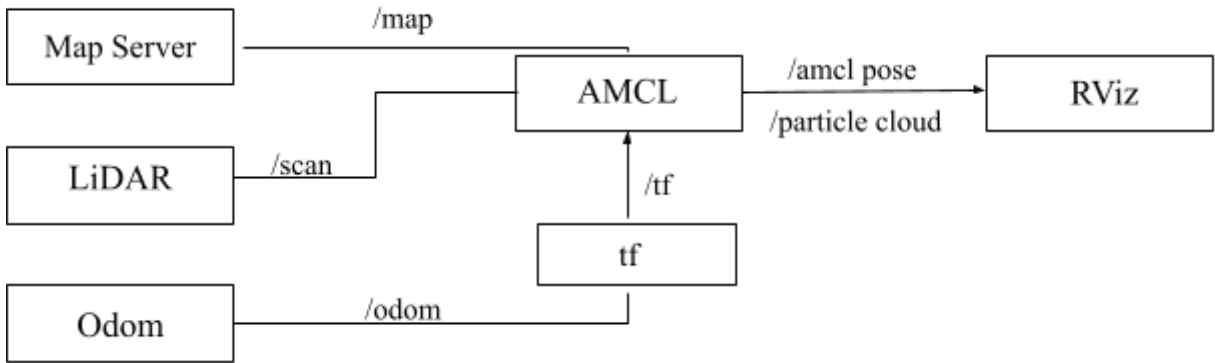 /map
Map Server
AMCL
/amcl pose
RViz
/particle cloud
/scan
LiDAR
/tf
tf
/odom
Odom